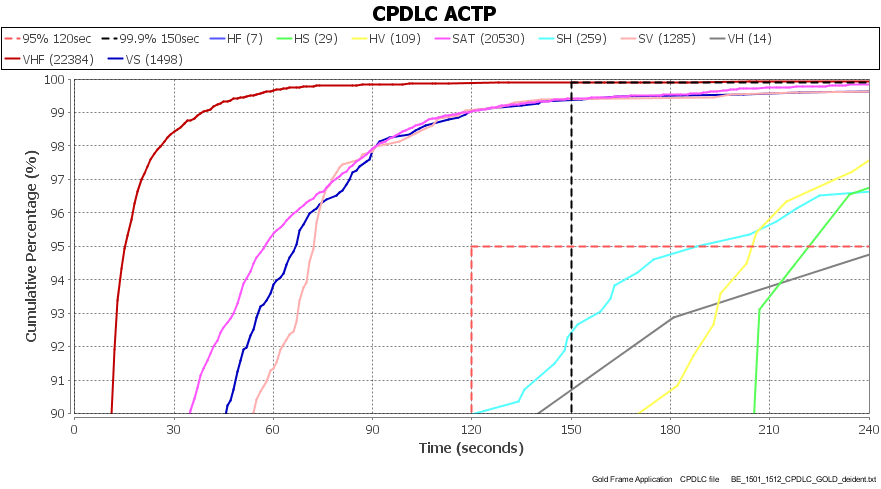 CPDLC ACTP
95% 120sec 99.9% 150sec HF (7) HS (29) HV (109) SAT (20530) SH (259) SV (1285) VH (14)
VHF (22384) VS (1498)
100
99
98
97
96
95
94
93
92
91
90
Cumulative Percentage (%)
0 30 60 90 120 150 180 210 240
Time (seconds)
Gold Frame Application CPDLC file BE_1501_1512_CPDLC_GOLD_deident.txt